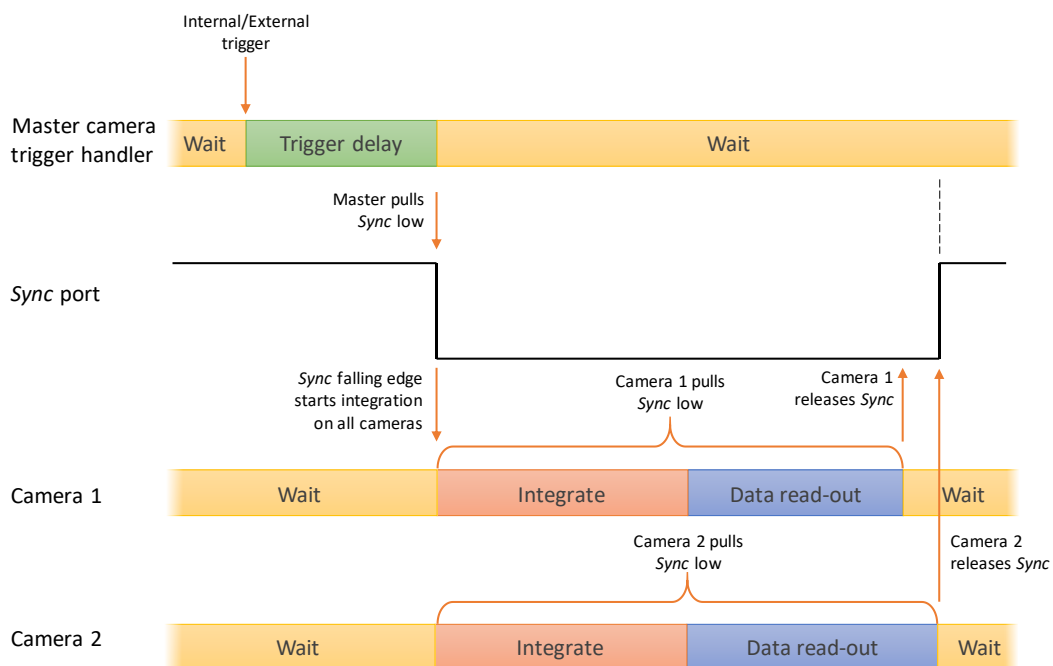 Internal/External
trigger
Master camera
trigger handler
Wait
Trigger delay
Wait
Master pulls
Sync low
Sync port
Sync falling edge
starts integration
on all cameras
Camera 1 pulls
Sync low
Camera 1
releases Sync
Camera 1
Wait
Integrate
Data read-out
Wait
Camera 2 pulls
Sync low
Camera 2
releases Sync
Camera 2
Wait
Integrate
Data read-out
Wait